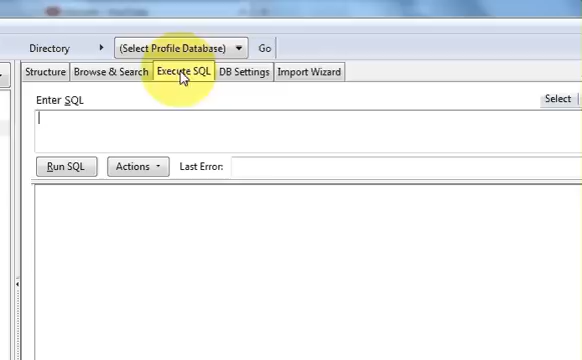 Directory (Select Profile Database) Go
Structure Browse & Search Execute SQL DB Settings Import Wizard
Enter SQL Select
Run SQL Actions Last Error: